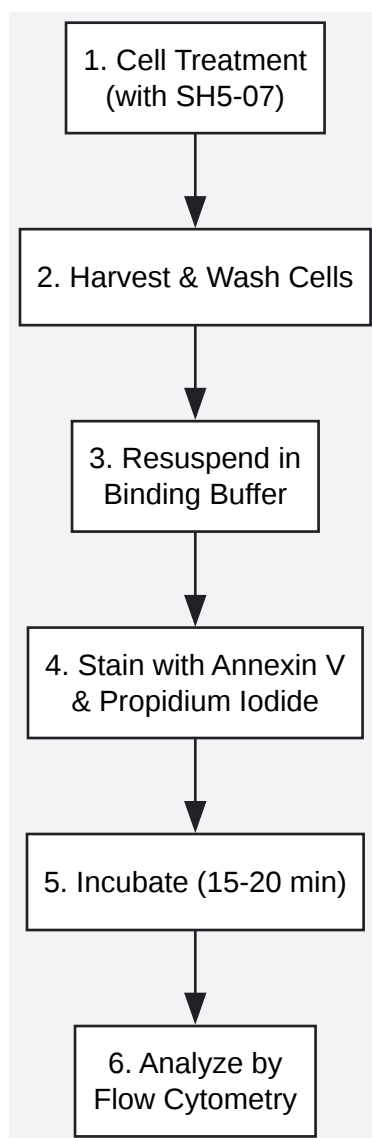 1. Cell Treatment
(with SH5-07)
2. Harvest & Wash Cells
3. Resuspend in
Binding Buffer
4. Stain with Annexin V
& Propidium Iodide
5. Incubate (15-20 min)
6. Analyze by
Flow Cytometry